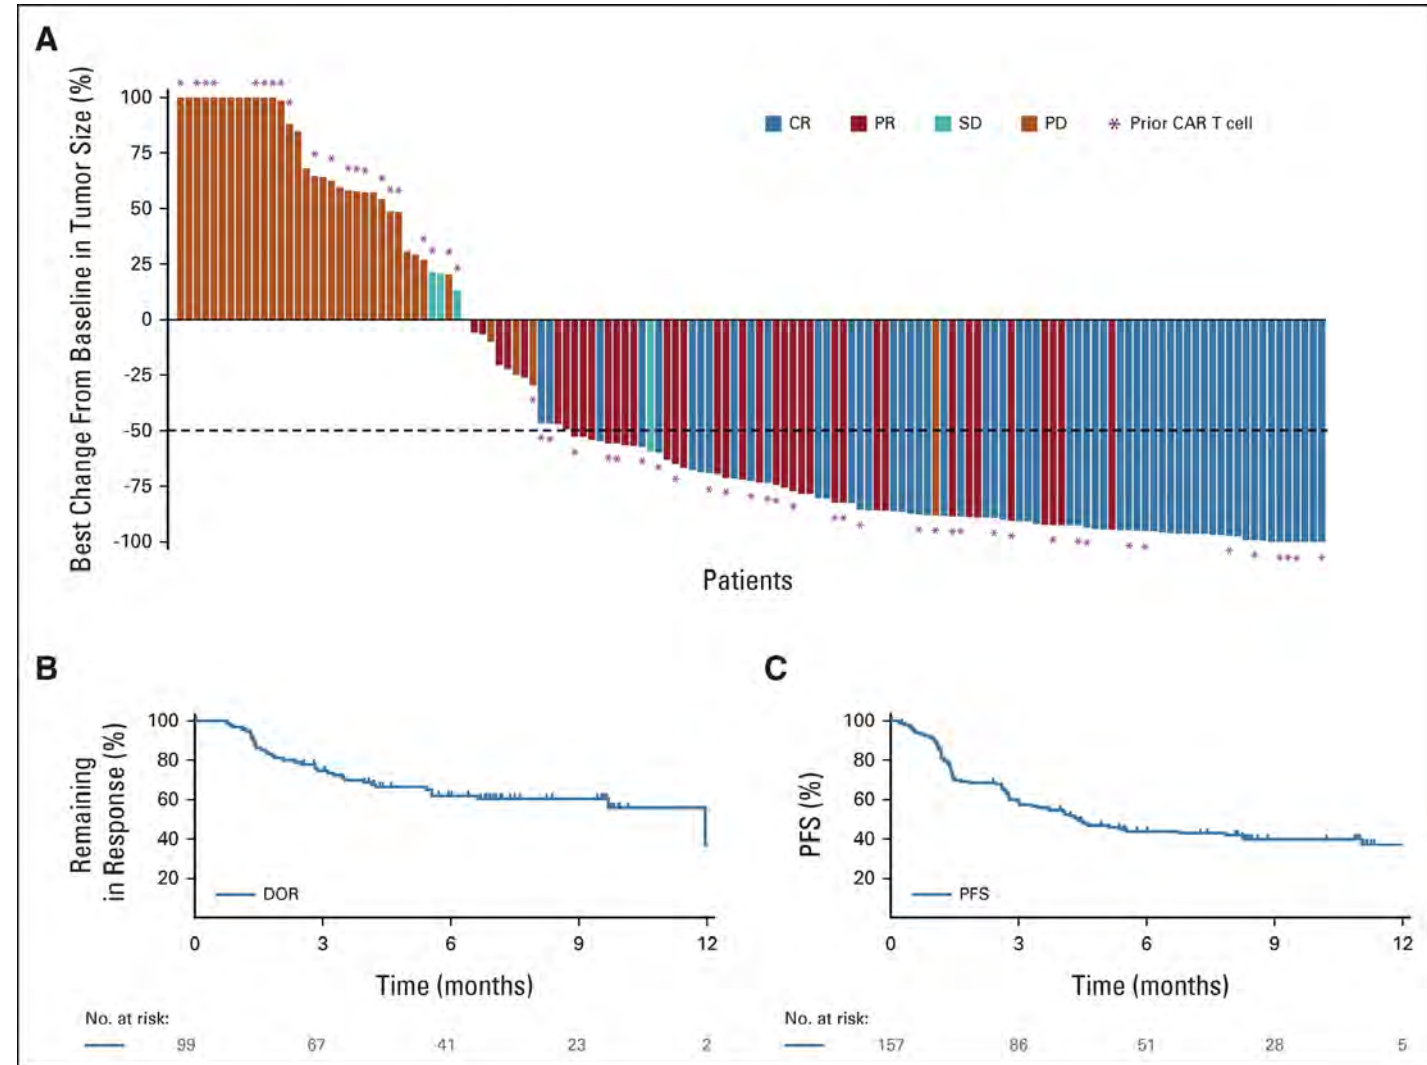 A
Best Change From Baseline in Tumor Size (%)
100
75
50
25
0
-25
-50
-75
-100
CR
PR
SD
PD
* Prior CAR T cell
Patients
B
Remaining
in Response (%)
100
80
60
40
20
DOR
0 3 6 9 12
Time (months)
No. at risk:
99 67 41 23 2
C
PFS (%)
100
80
60
40
20
PFS
0 3 6 9 12
Time (months)
No. at risk:
157 86 51 28 5